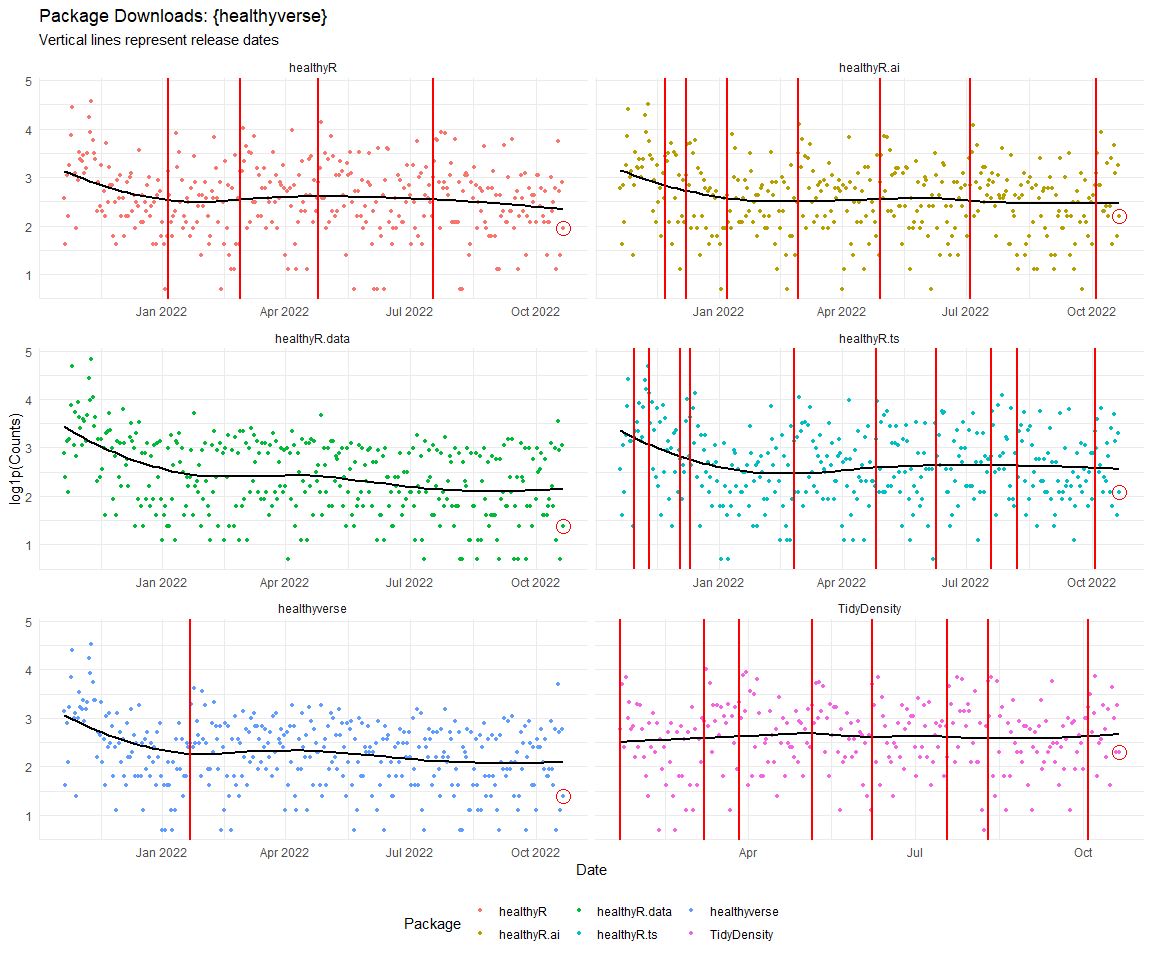 Package Downloads: {healthyverse}
Vertical lines represent release dates
healthyR
healthyR.ai
5
4
3
2
1
Jan 2022 Apr 2022 Jul 2022 Oct 2022
Jan 2022 Apr 2022 Jul 2022 Oct 2022
healthyR.data
healthyR.ts
5
4
3
2
1
log1p(Counts)
Jan 2022 Apr 2022 Jul 2022 Oct 2022
Jan 2022 Apr 2022 Jul 2022 Oct 2022
healthyverse
TidyDensity
5
4
3
2
1
Jan 2022 Apr 2022 Jul 2022 Oct 2022
Apr Jul Oct
Date
Package
healthyR healthyR.data healthyverse
healthyR.ai healthyR.ts TidyDensity